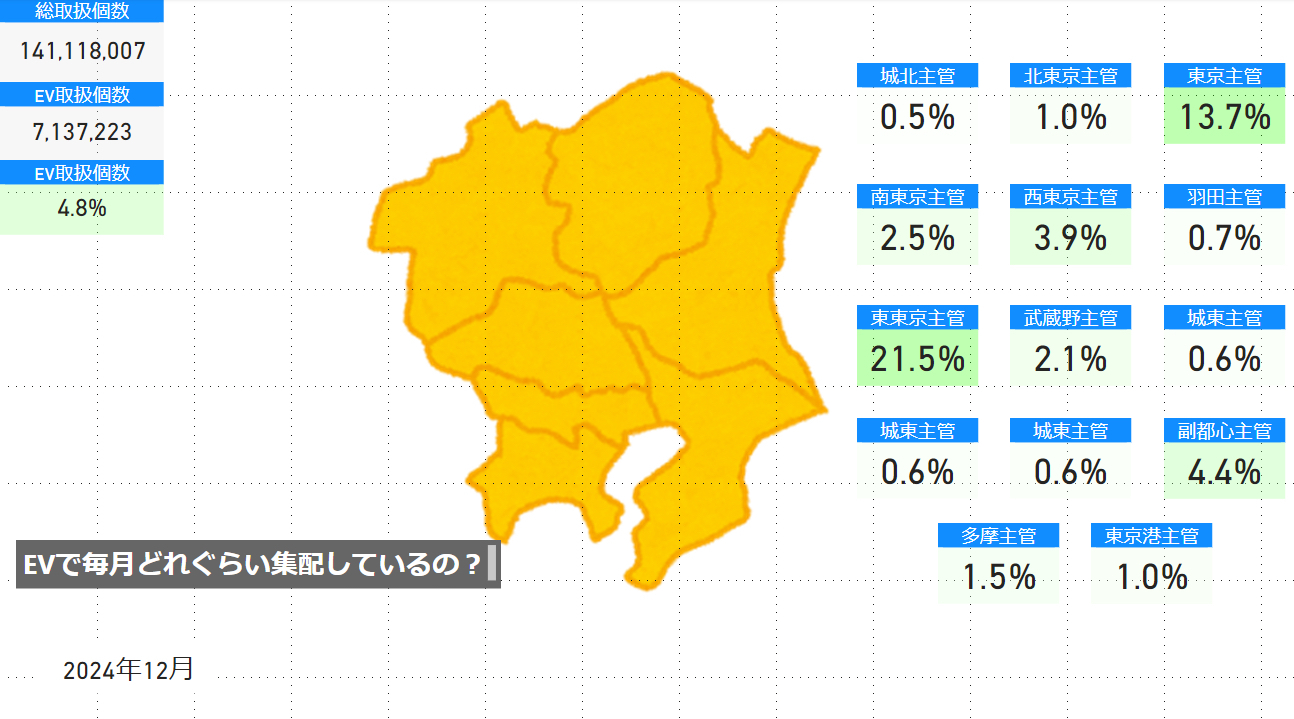 総取扱個数
141,118,007
EV取扱個数
7,137,223
EV取扱個数
4.8%
城北主管
0.5%
北東京主管
1.0%
東京主管
13.7%
南東京主管
2.5%
西東京主管
3.9%
羽田主管
0.7%
東東京主管
21.5%
武蔵野主管
2.1%
城東主管
0.6%
城東主管
0.6%
城東主管
0.6%
副都心主管
4.4%
多摩主管
1.5%
東京港主管
1.0%
EVで毎月どれぐらい集配しているの？
2024年12月